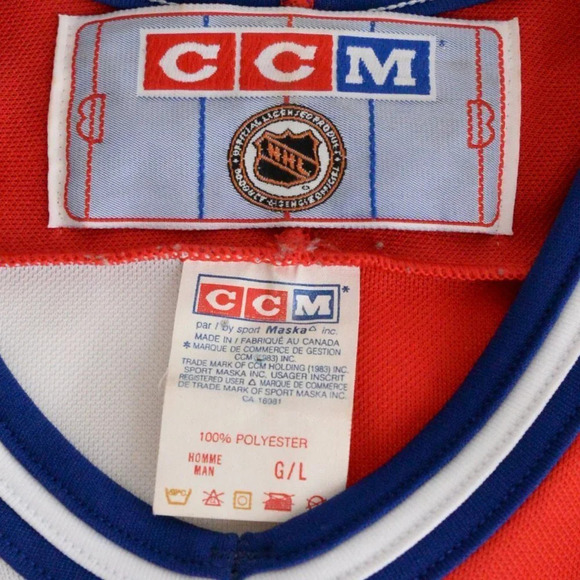 CCM
OFFICIAL LICENSED PRODUCT
NHL
CCM*
par / by sport Maska△ inc.
MADE IN / FABRIQUÉ AU CANADA
* MARQUE DE COMMERCE DE GESTION
CCM (1983) INC.
TRADE MARK OF CCM HOLDING (1983) INC.
SPORT MASKA INC. USAGER INSCRIT
REGISTERED USER △ MARQUE DE COMMERCE
TRADE MARK OF SPORT MASKA INC.
CA 16981
100% POLYESTER
HOMME
MAN
G/L